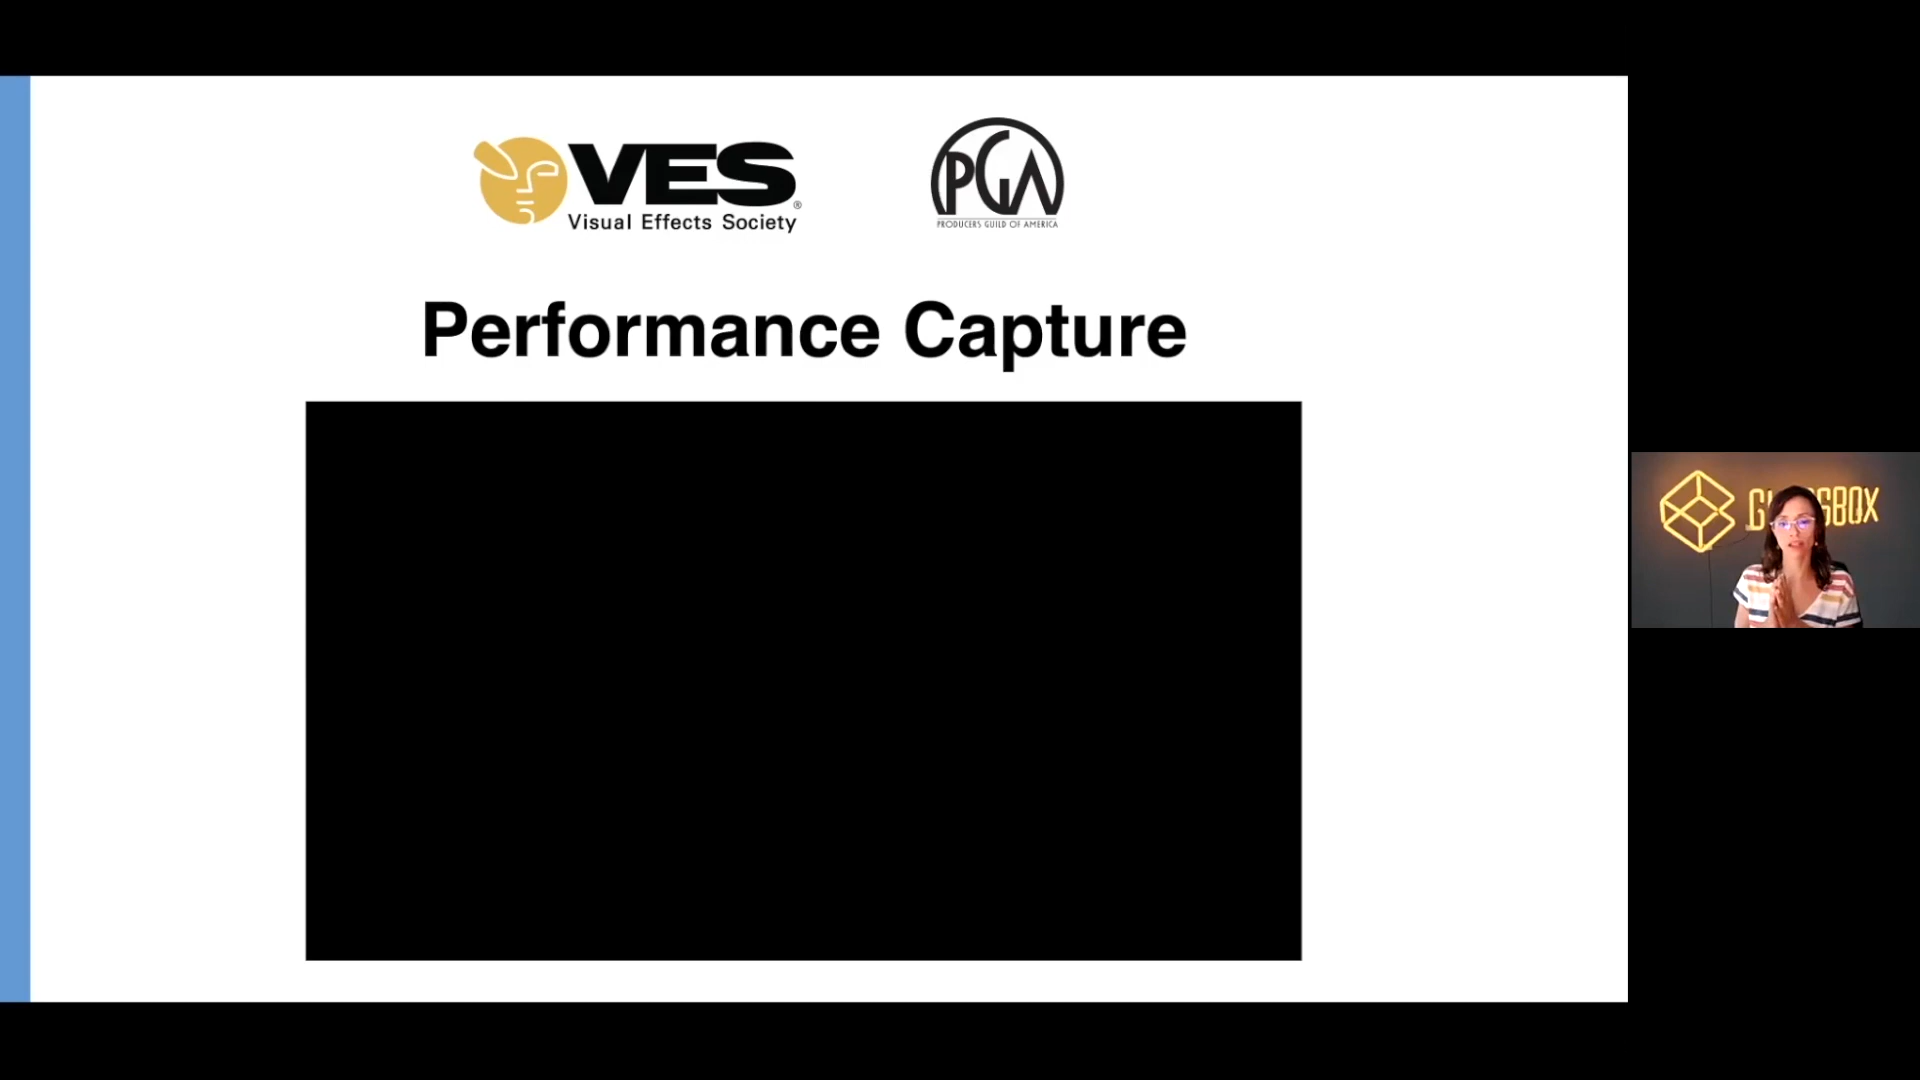 VES®
Visual Effects Society
PGA
PRODUCERS GUILD OF AMERICA
Performance Capture